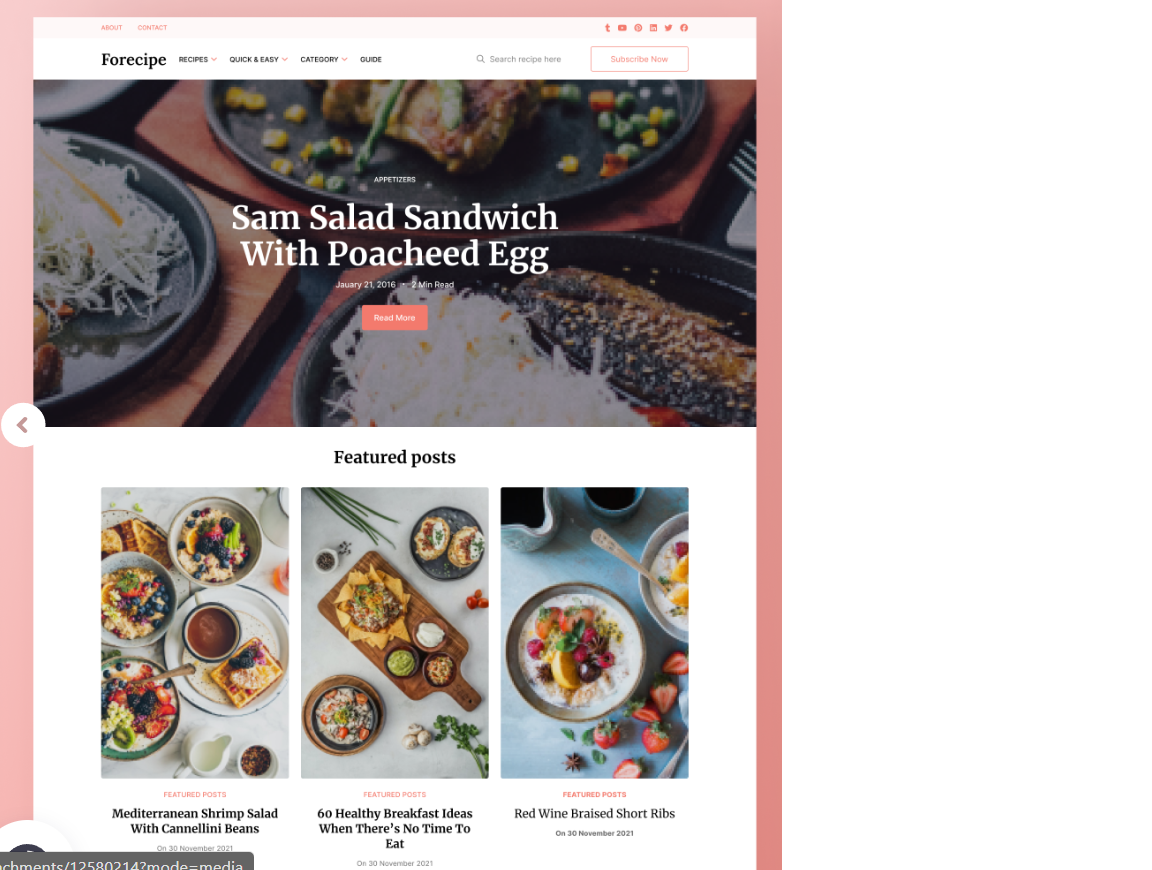 ABOUT CONTACT
Forecipe RECIPES QUICK & EASY CATEGORY GUIDE Search recipe here Subscribe Now
APPETIZERS
Sam Salad Sandwich
With Poacheed Egg
Jauary 21, 2016 - 2 Min Read
Read More
Featured posts
FEATURED POSTS
Mediterranean Shrimp Salad
With Cannellini Beans
On 30 November 2021
FEATURED POSTS
60 Healthy Breakfast Ideas
When There's No Time To
Eat
On 30 November 2021
FEATURED POSTS
Red Wine Braised Short Ribs
On 30 November 2021
achments/12580214?mode=media